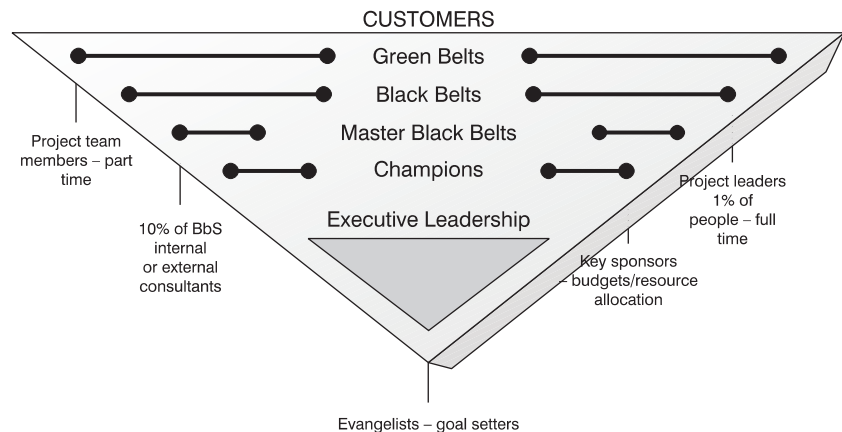 CUSTOMERS
Green Belts
Black Belts
Master Black Belts
Champions
Executive Leadership
Project team
members – part
time
10% of BbS
internal
or external
consultants
Project leaders
1% of
people – full
time
Key sponsors
– budgets/resource
allocation
Evangelists – goal setters